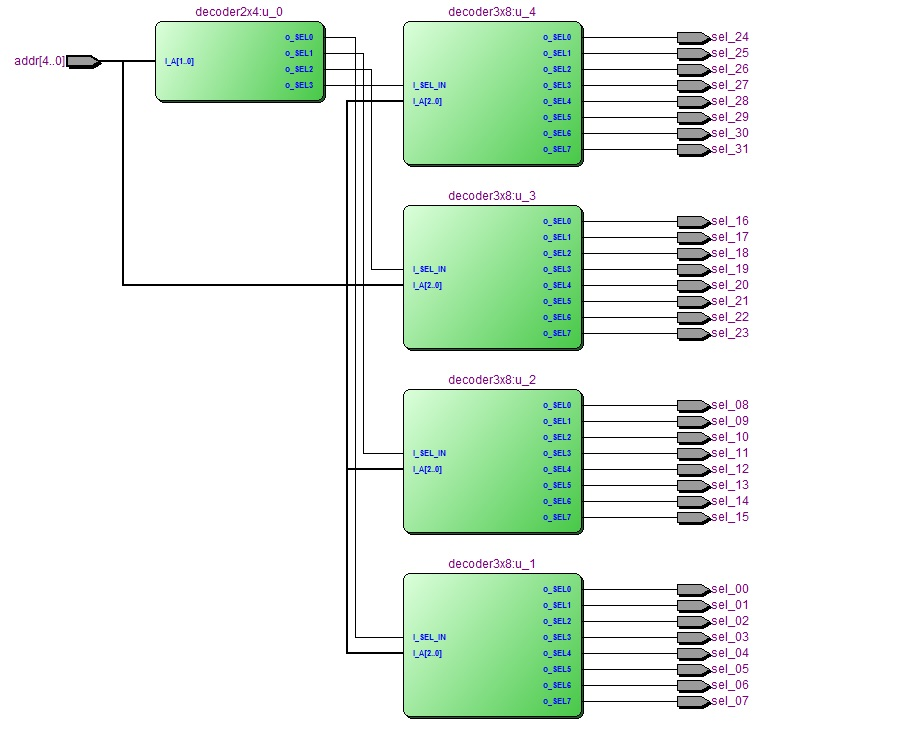 decoder2x4:u_0
addr[4..0]
I_A[1..0]
o_SEL0
o_SEL1
o_SEL2
o_SEL3
decoder3x8:u_4
I_SEL_IN
I_A[2..0]
o_SEL0
o_SEL1
o_SEL2
o_SEL3
o_SEL4
o_SEL5
o_SEL6
o_SEL7
sel_24
sel_25
sel_26
sel_27
sel_28
sel_29
sel_30
sel_31
decoder3x8:u_3
I_SEL_IN
I_A[2..0]
o_SEL0
o_SEL1
o_SEL2
o_SEL3
o_SEL4
o_SEL5
o_SEL6
o_SEL7
sel_16
sel_17
sel_18
sel_19
sel_20
sel_21
sel_22
sel_23
decoder3x8:u_2
I_SEL_IN
I_A[2..0]
o_SEL0
o_SEL1
o_SEL2
o_SEL3
o_SEL4
o_SEL5
o_SEL6
o_SEL7
sel_08
sel_09
sel_10
sel_11
sel_12
sel_13
sel_14
sel_15
decoder3x8:u_1
I_SEL_IN
I_A[2..0]
o_SEL0
o_SEL1
o_SEL2
o_SEL3
o_SEL4
o_SEL5
o_SEL6
o_SEL7
sel_00
sel_01
sel_02
sel_03
sel_04
sel_05
sel_06
sel_07